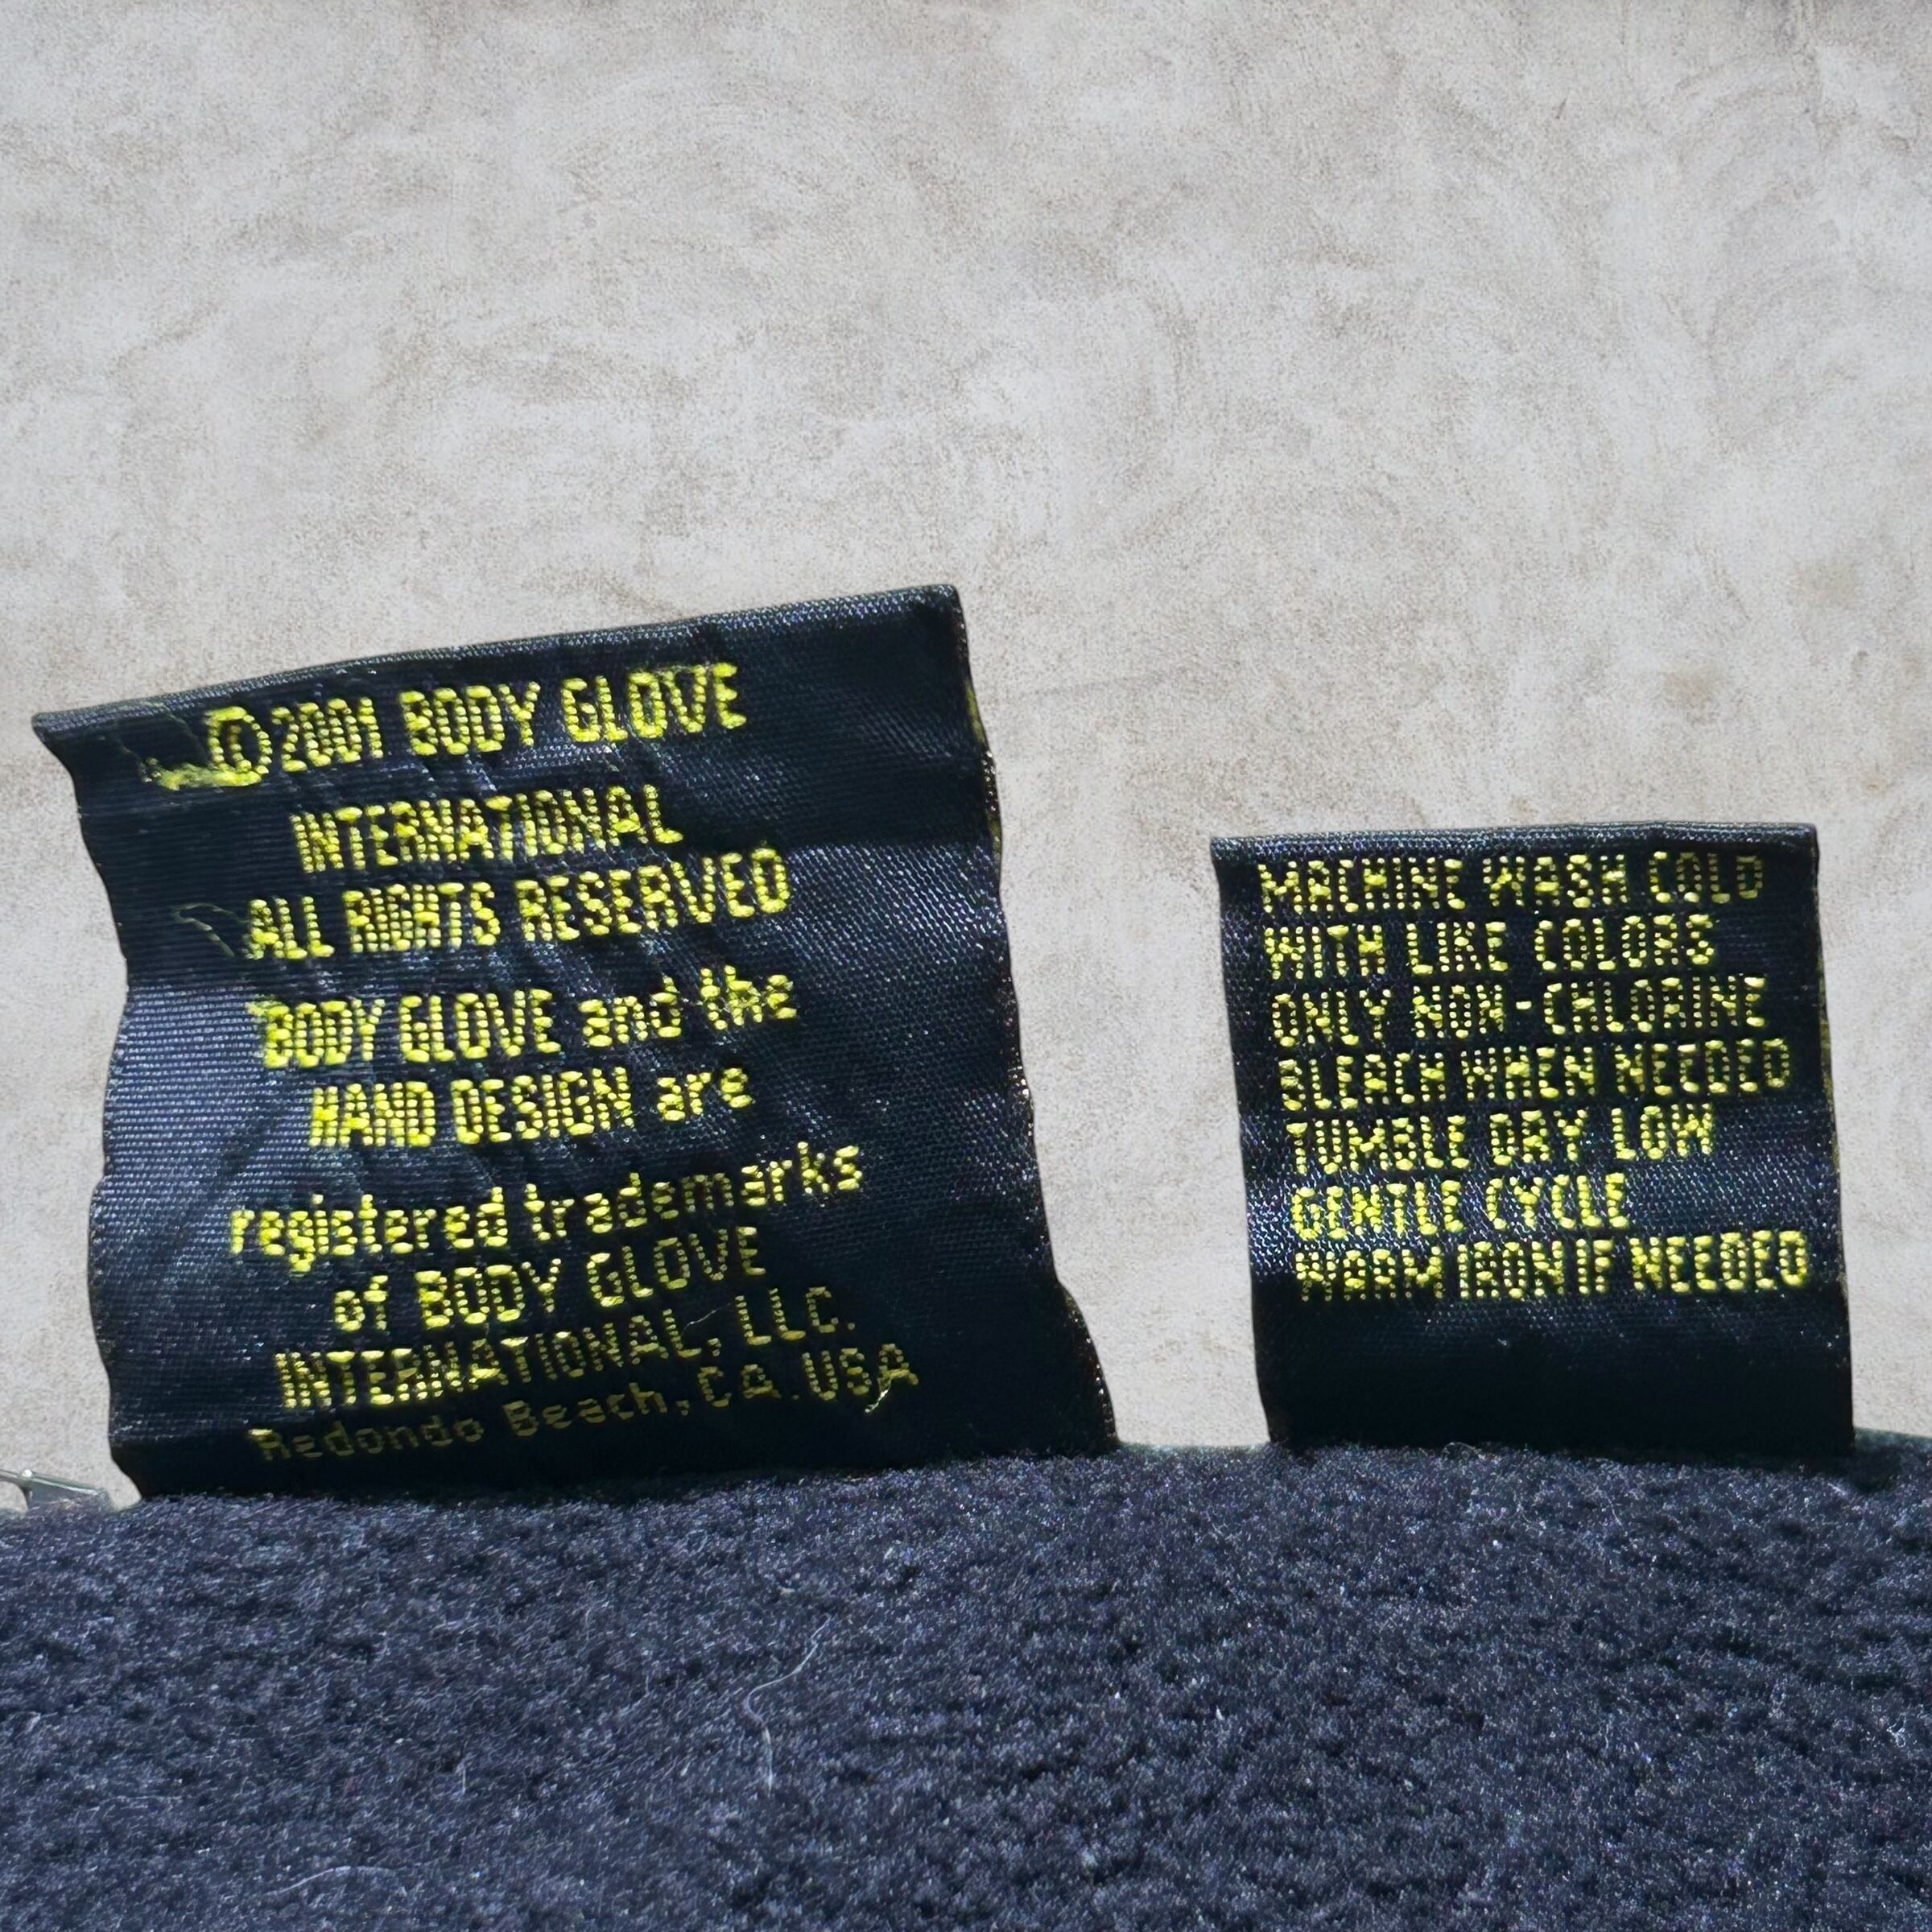 ©2001 BODY GLOVE
INTERNATIONAL
ALL RIGHTS RESERVED
BODY GLOVE and the
HAND DESIGN are
registered trademarks
of BODY GLOVE
INTERNATIONAL, LLC.
Redondo Beach, CA. USA
MACHINE WASH COLD
WITH LIKE COLORS
ONLY NON-CHLORINE
BLEACH WHEN NEEDED
TUMBLE DRY LOW
GENTLE CYCLE
WARM IRON IF NEEDED